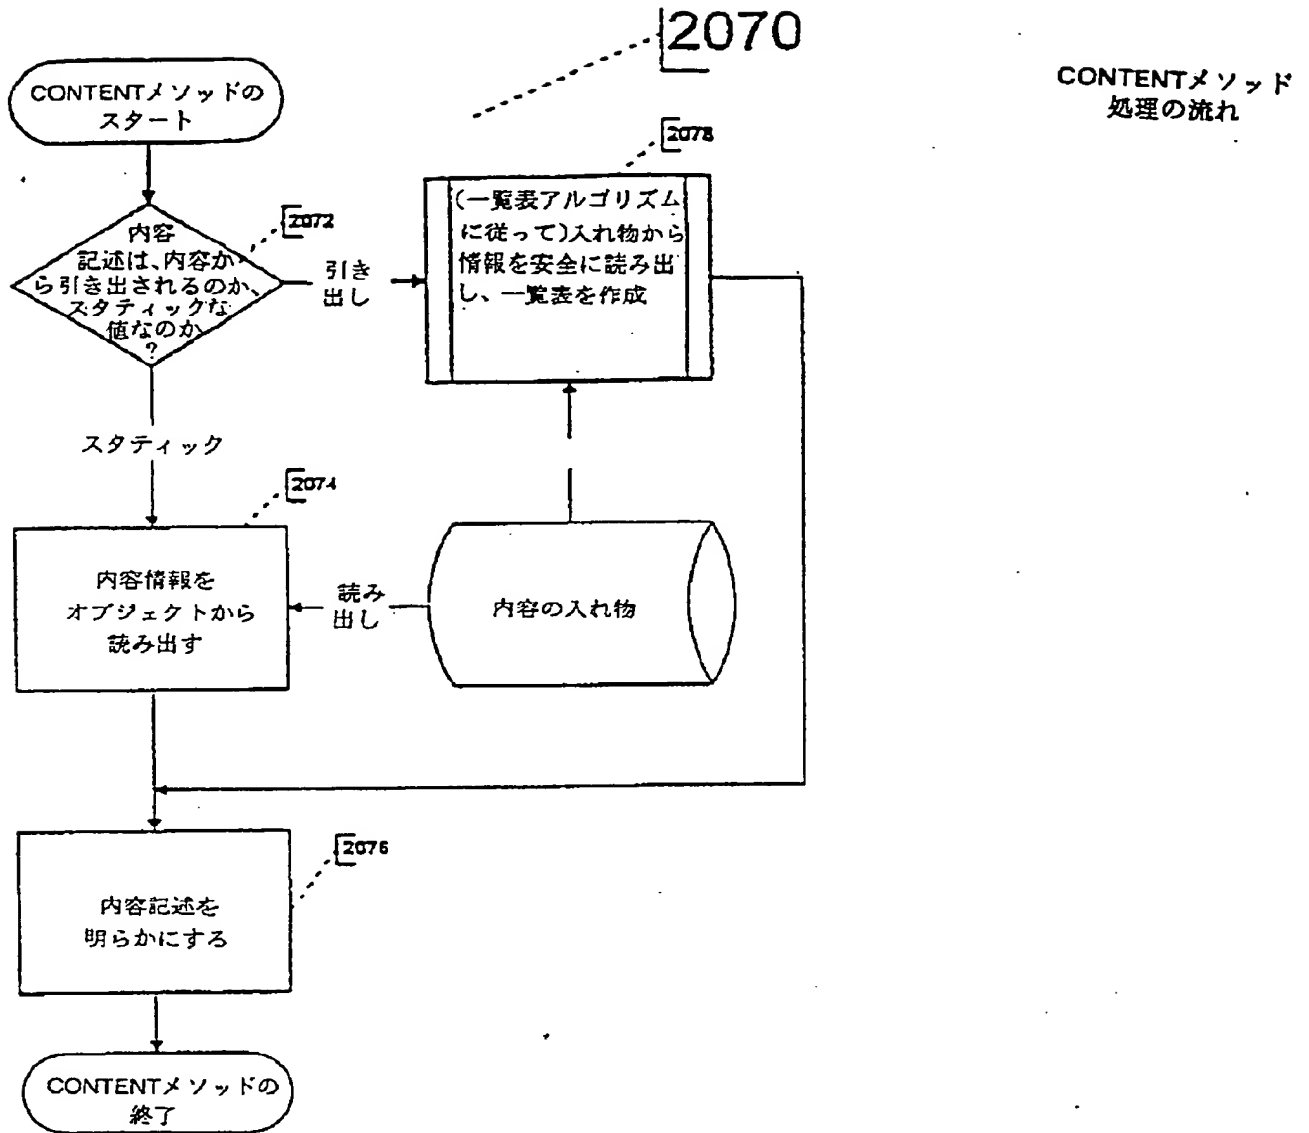 2070
CONTENTメソッド
処理の流れ
CONTENTメソッドの
スタート
2072
内容
記述は、内容か
ら引き出されるのか、
スタティックな
値なのか
?
引き
出し
2078
(一覧表アルゴリズム
に従って)入れ物から
情報を安全に読み出
し、一覧表を作成
スタティック
2074
内容情報を
オブジェクトから
読み出す
読み
出し
内容の入れ物
2076
内容記述を
明らかにする
CONTENTメソッドの
終了